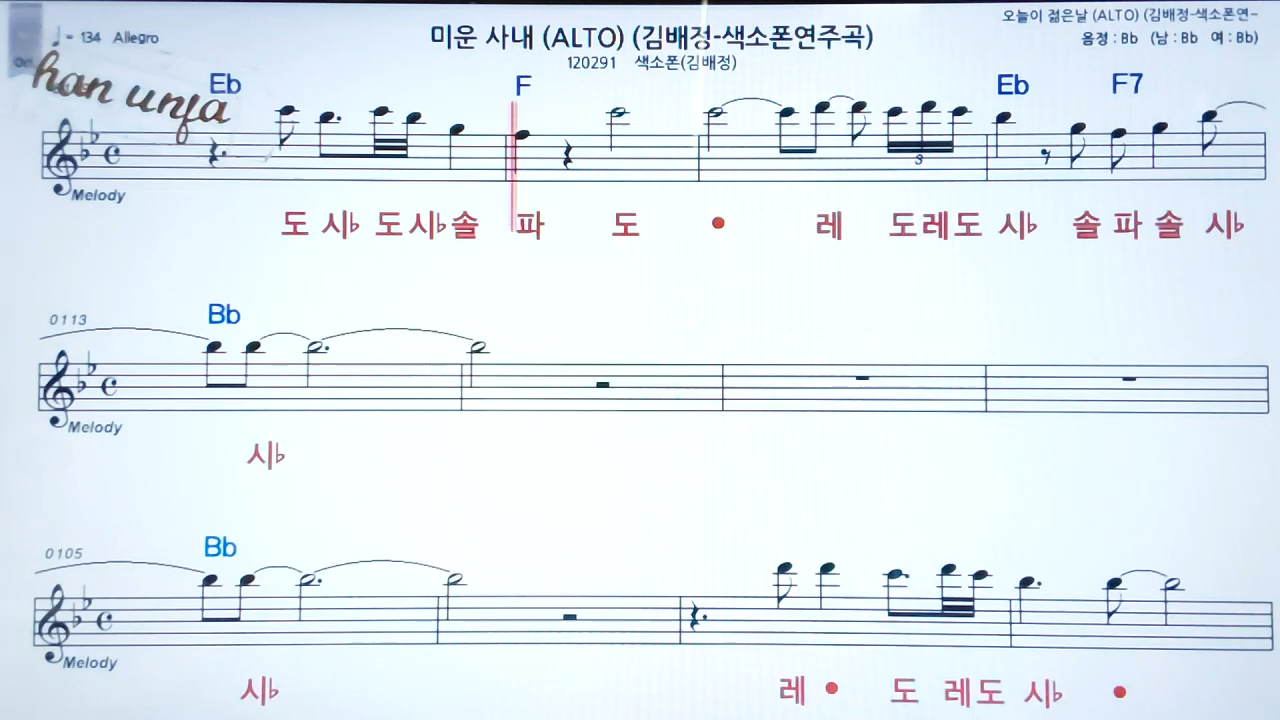 오늘이 젊은날 (ALTO) (김배정-색소폰연-
♩ = 134 Allegro
미운 사내 (ALTO) (김배정-색소폰연주곡)
음정 : Bb (남 : Bb 여 : Bb)
120291 색소폰(김배정)
han unja
Eb F Eb F7
3
Melody
도 시♭ 도 시♭ 솔 파 도 • 레 도 레 도 시♭ 솔 파 솔 시♭
0113 Bb
Melody
시♭
0105 Bb
Melody
시♭ 레 • 도 레 도 시♭ •